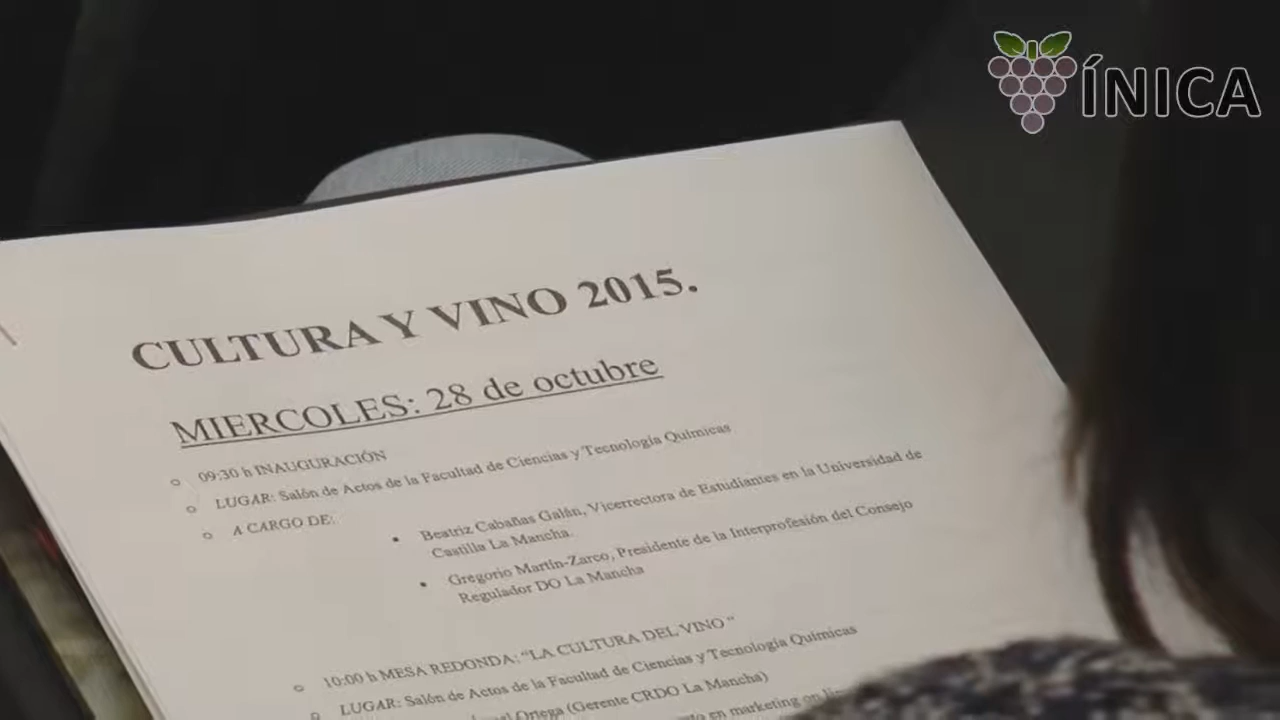 ÍNICA
CULTURA Y VINO 2015.
MIERCOLES: 28 de octubre
09:30 h INAUGURACIÓN
LUGAR: Salón de Actos de la Facultad de Ciencias y Tecnología Químicas
A CARGO DE:
Beatriz Cabañas Galán, Vicerrectora de Estudiantes en la Universidad de
Castilla La Mancha.
Gregorio Martín-Zarco, Presidente de la Interprofesión del Consejo
Regulador DO La Mancha
10:00 h MESA REDONDA: “LA CULTURA DEL VINO “
LUGAR: Salón de Actos de la Facultad de Ciencias y Tecnología Químicas
Ortega (Gerente CRDO La Mancha)
en marketing on